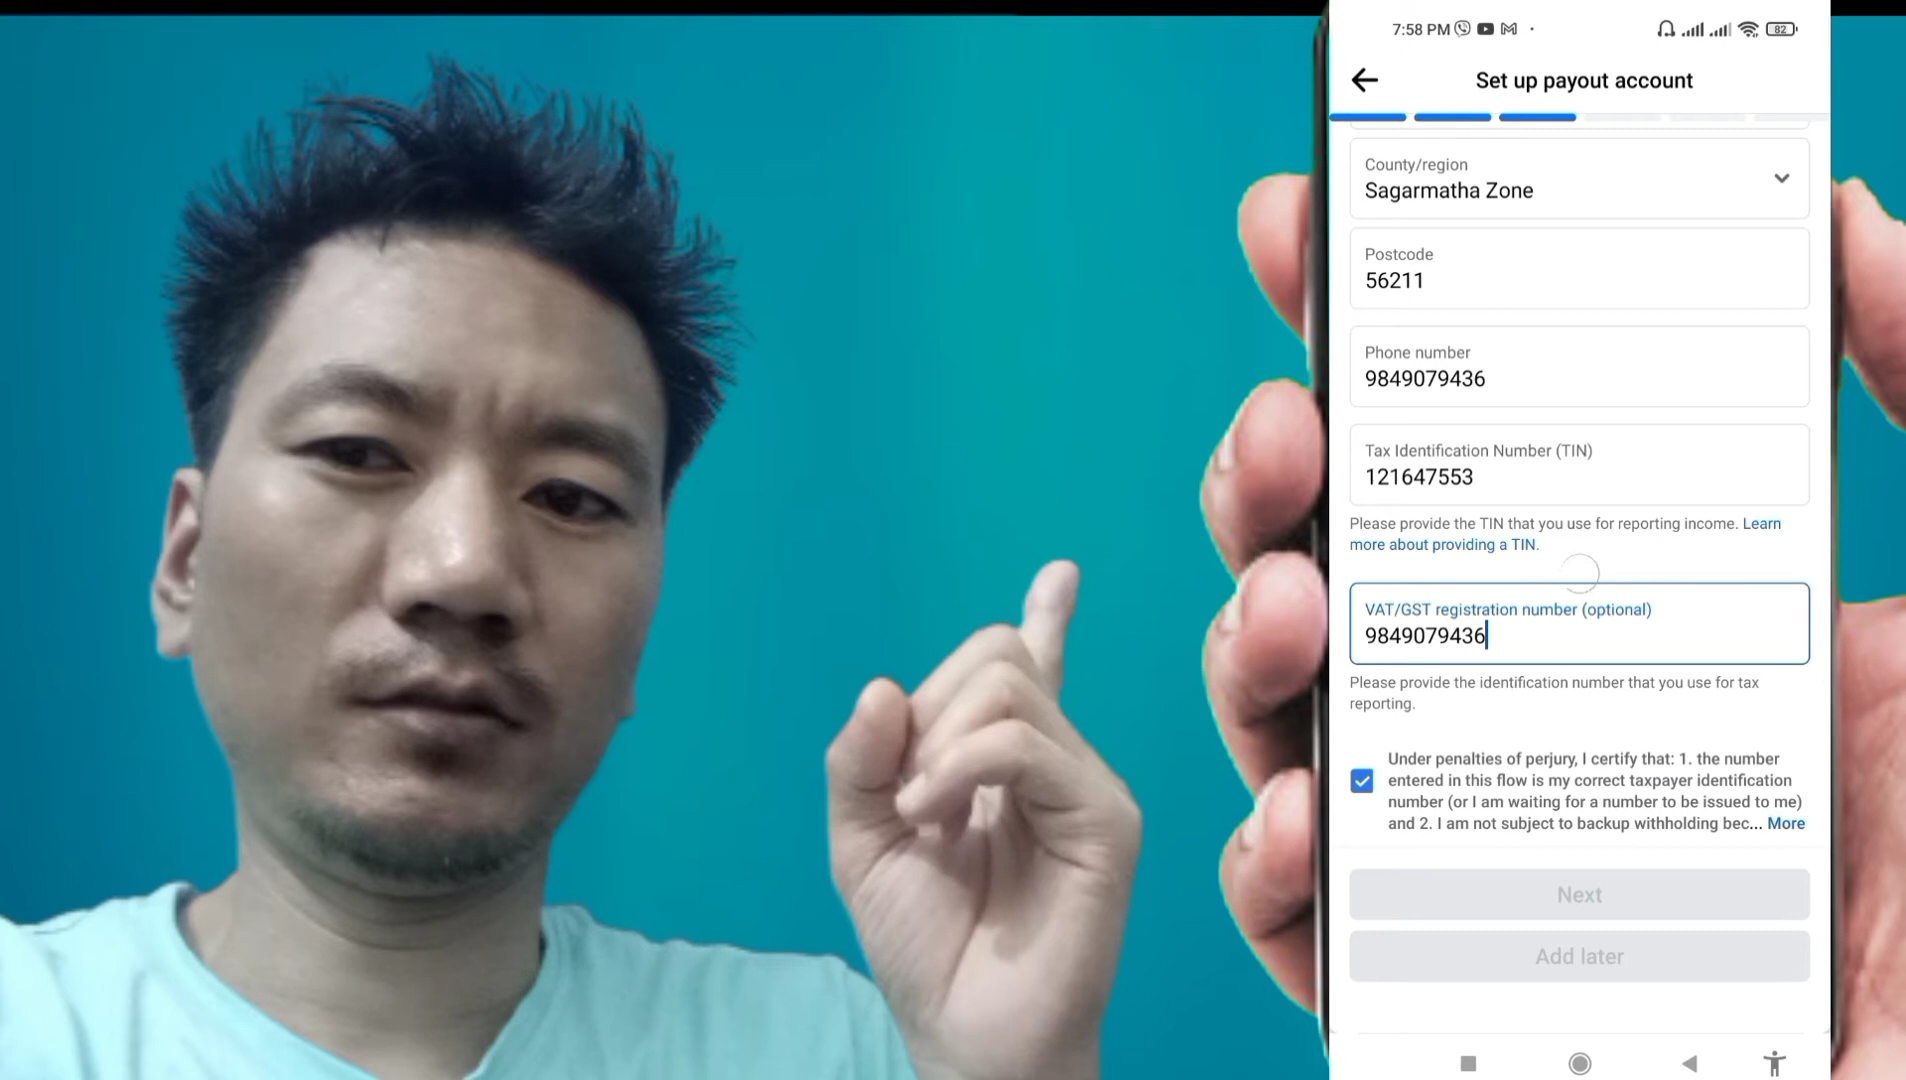 7:58 PM
82
Set up payout account
County/region
Sagarmatha Zone
Postcode
56211
Phone number
9849079436
Tax Identification Number (TIN)
121647553
Please provide the TIN that you use for reporting income. Learn
more about providing a TIN.
VAT/GST registration number (optional)
9849079436
Please provide the identification number that you use for tax
reporting.
Under penalties of perjury, I certify that: 1. the number
entered in this flow is my correct taxpayer identification
number (or I am waiting for a number to be issued to me)
and 2. I am not subject to backup withholding bec... More
Next
Add later